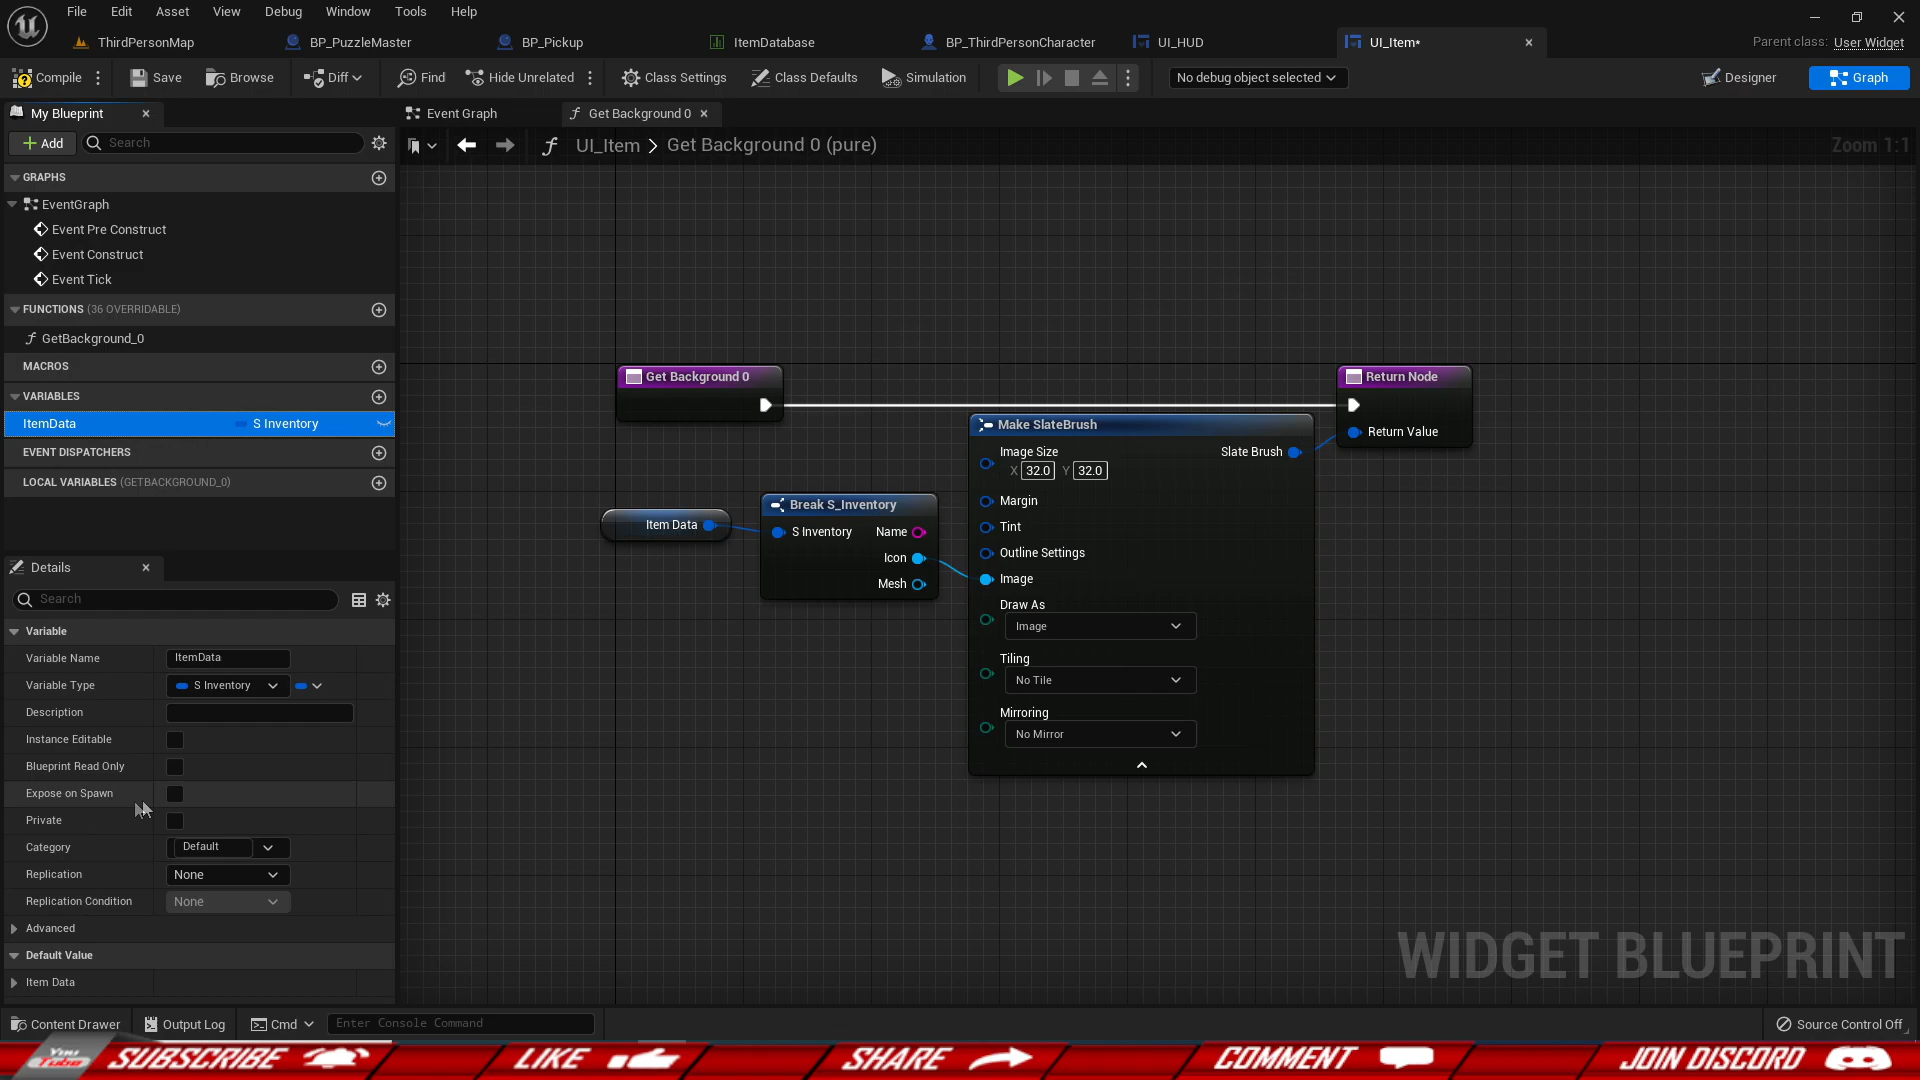 File Edit Asset View Debug Window Tools Help
ThirdPersonMap BP_PuzzleMaster BP_Pickup ItemDatabase BP_ThirdPersonCharacter UI_HUD UI_Item* Parent class: User Widget
Compile Save Browse Diff Find Hide Unrelated Class Settings Class Defaults Simulation No debug object selected Designer Graph
My Blueprint Event Graph Get Background 0
Add Search UI_Item > Get Background 0 (pure) Zoom 1:1
GRAPHS
EventGraph
Event Pre Construct
Event Construct
Event Tick
FUNCTIONS (36 OVERRIDABLE)
GetBackground_0
MACROS
VARIABLES
ItemData S Inventory
EVENT DISPATCHERS
LOCAL VARIABLES (GETBACKGROUND_0)
Get Background 0
Return Node
Return Value
Make SlateBrush
Image Size Slate Brush
X 32.0 Y 32.0
Margin
Tint
Outline Settings
Image
Draw As
Image
Tiling
No Tile
Mirroring
No Mirror
Item Data
Break S_Inventory
S Inventory Name
Icon
Mesh
Details
Search
Variable
Variable Name ItemData
Variable Type S Inventory
Description
Instance Editable
Blueprint Read Only
Expose on Spawn
Private
Category Default
Replication None
Replication Condition None
Advanced
Default Value
Item Data
WIDGET BLUEPRINT
Content Drawer Output Log Cmd Enter Console Command Source Control Off
You Tube SUBSCRIBE LIKE SHARE COMMENT JOIN DISCORD